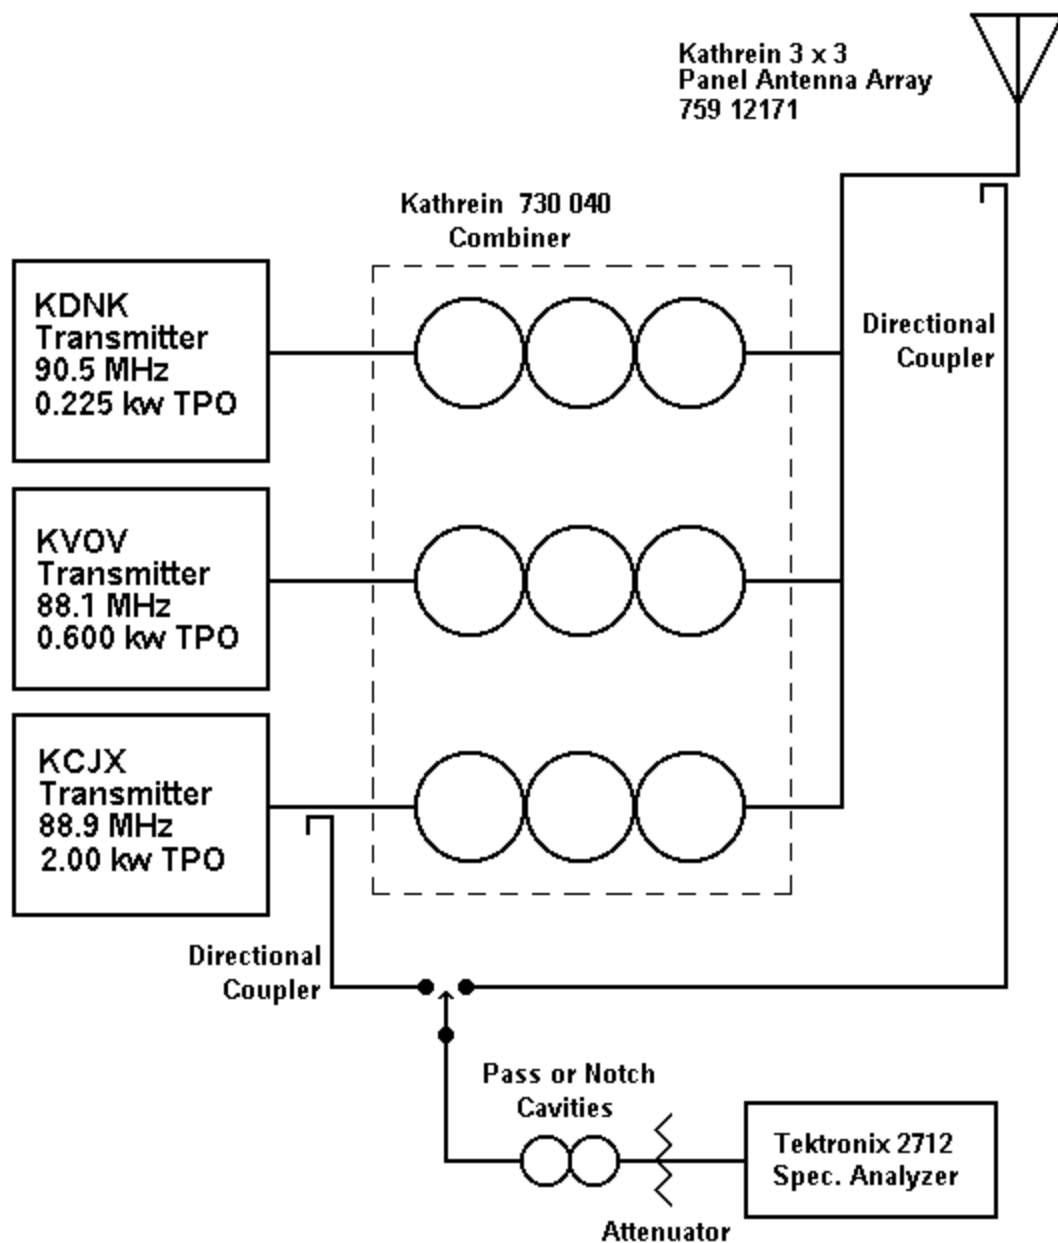 Kathrein 3 x 3
Panel Antenna Array
759 12171
Kathrein 730 040
Combiner
KDNK
Transmitter
90.5 MHz
0.225 kw TPO
Directional
Coupler
KVOV
Transmitter
88.1 MHz
0.600 kw TPO
KCJX
Transmitter
88.9 MHz
2.00 kw TPO
Directional
Coupler
Pass or Notch
Cavities
Tektronix 2712
Spec. Analyzer
Attenuator